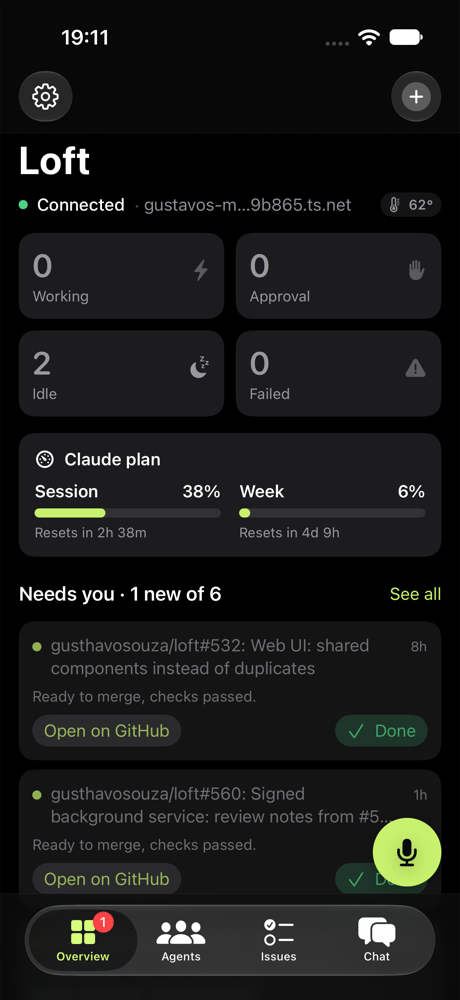 19:11
Loft
Connected · gustavos-m...9b865.ts.net 62°
0
Working
0
Approval
2
Idle
0
Failed
Claude plan
Session 38%
Resets in 2h 38m
Week 6%
Resets in 4d 9h
Needs you · 1 new of 6 See all
gusthavosouza/loft#532: Web UI: shared 8h
components instead of duplicates
Ready to merge, checks passed.
Open on GitHub Done
gusthavosouza/loft#560: Signed 1h
background service: review notes from #5...
Ready to merge, checks passed.
Open on GitHub
1
Overview Agents Issues Chat